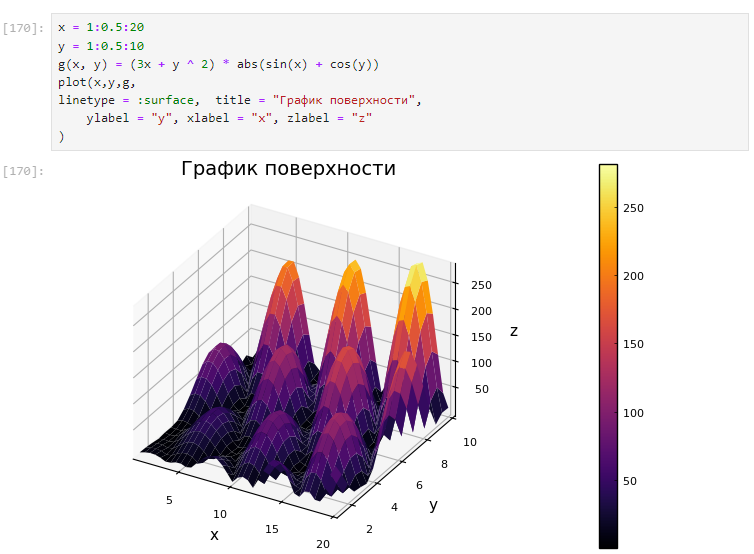 [170]:
x = 1:0.5:20
y = 1:0.5:10
g(x, y) = (3x + y ^ 2) * abs(sin(x) + cos(y))
plot(x,y,g,
linetype = :surface,  title = "График поверхности",
    ylabel = "y", xlabel = "x", zlabel = "z"
)
[170]:
График поверхности
250
200
150
100
50
z
250
200
150
100
50
10
8
6
4
2
y
5
10
15
20
x